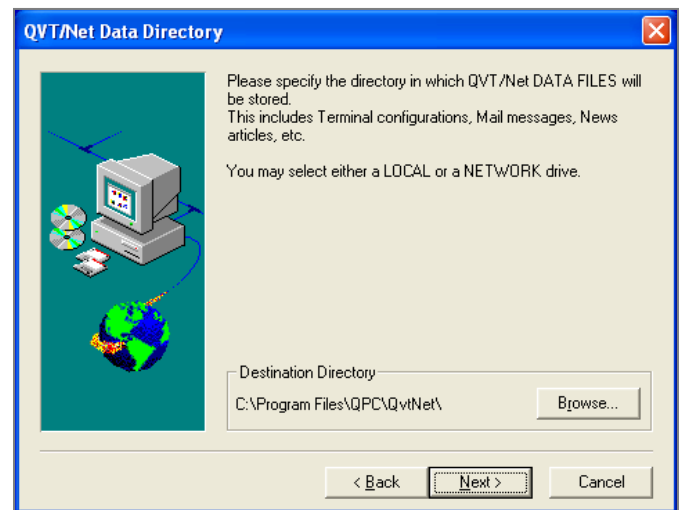 QVT/Net Data Directory
Please specify the directory in which QVT/Net DATA FILES will
be stored.
This includes Terminal configurations, Mail messages, News
articles, etc.
You may select either a LOCAL or a NETWORK drive.
Destination Directory
C:\Program Files\QPC\QvtNet\
Browse...
< Back
Next >
Cancel